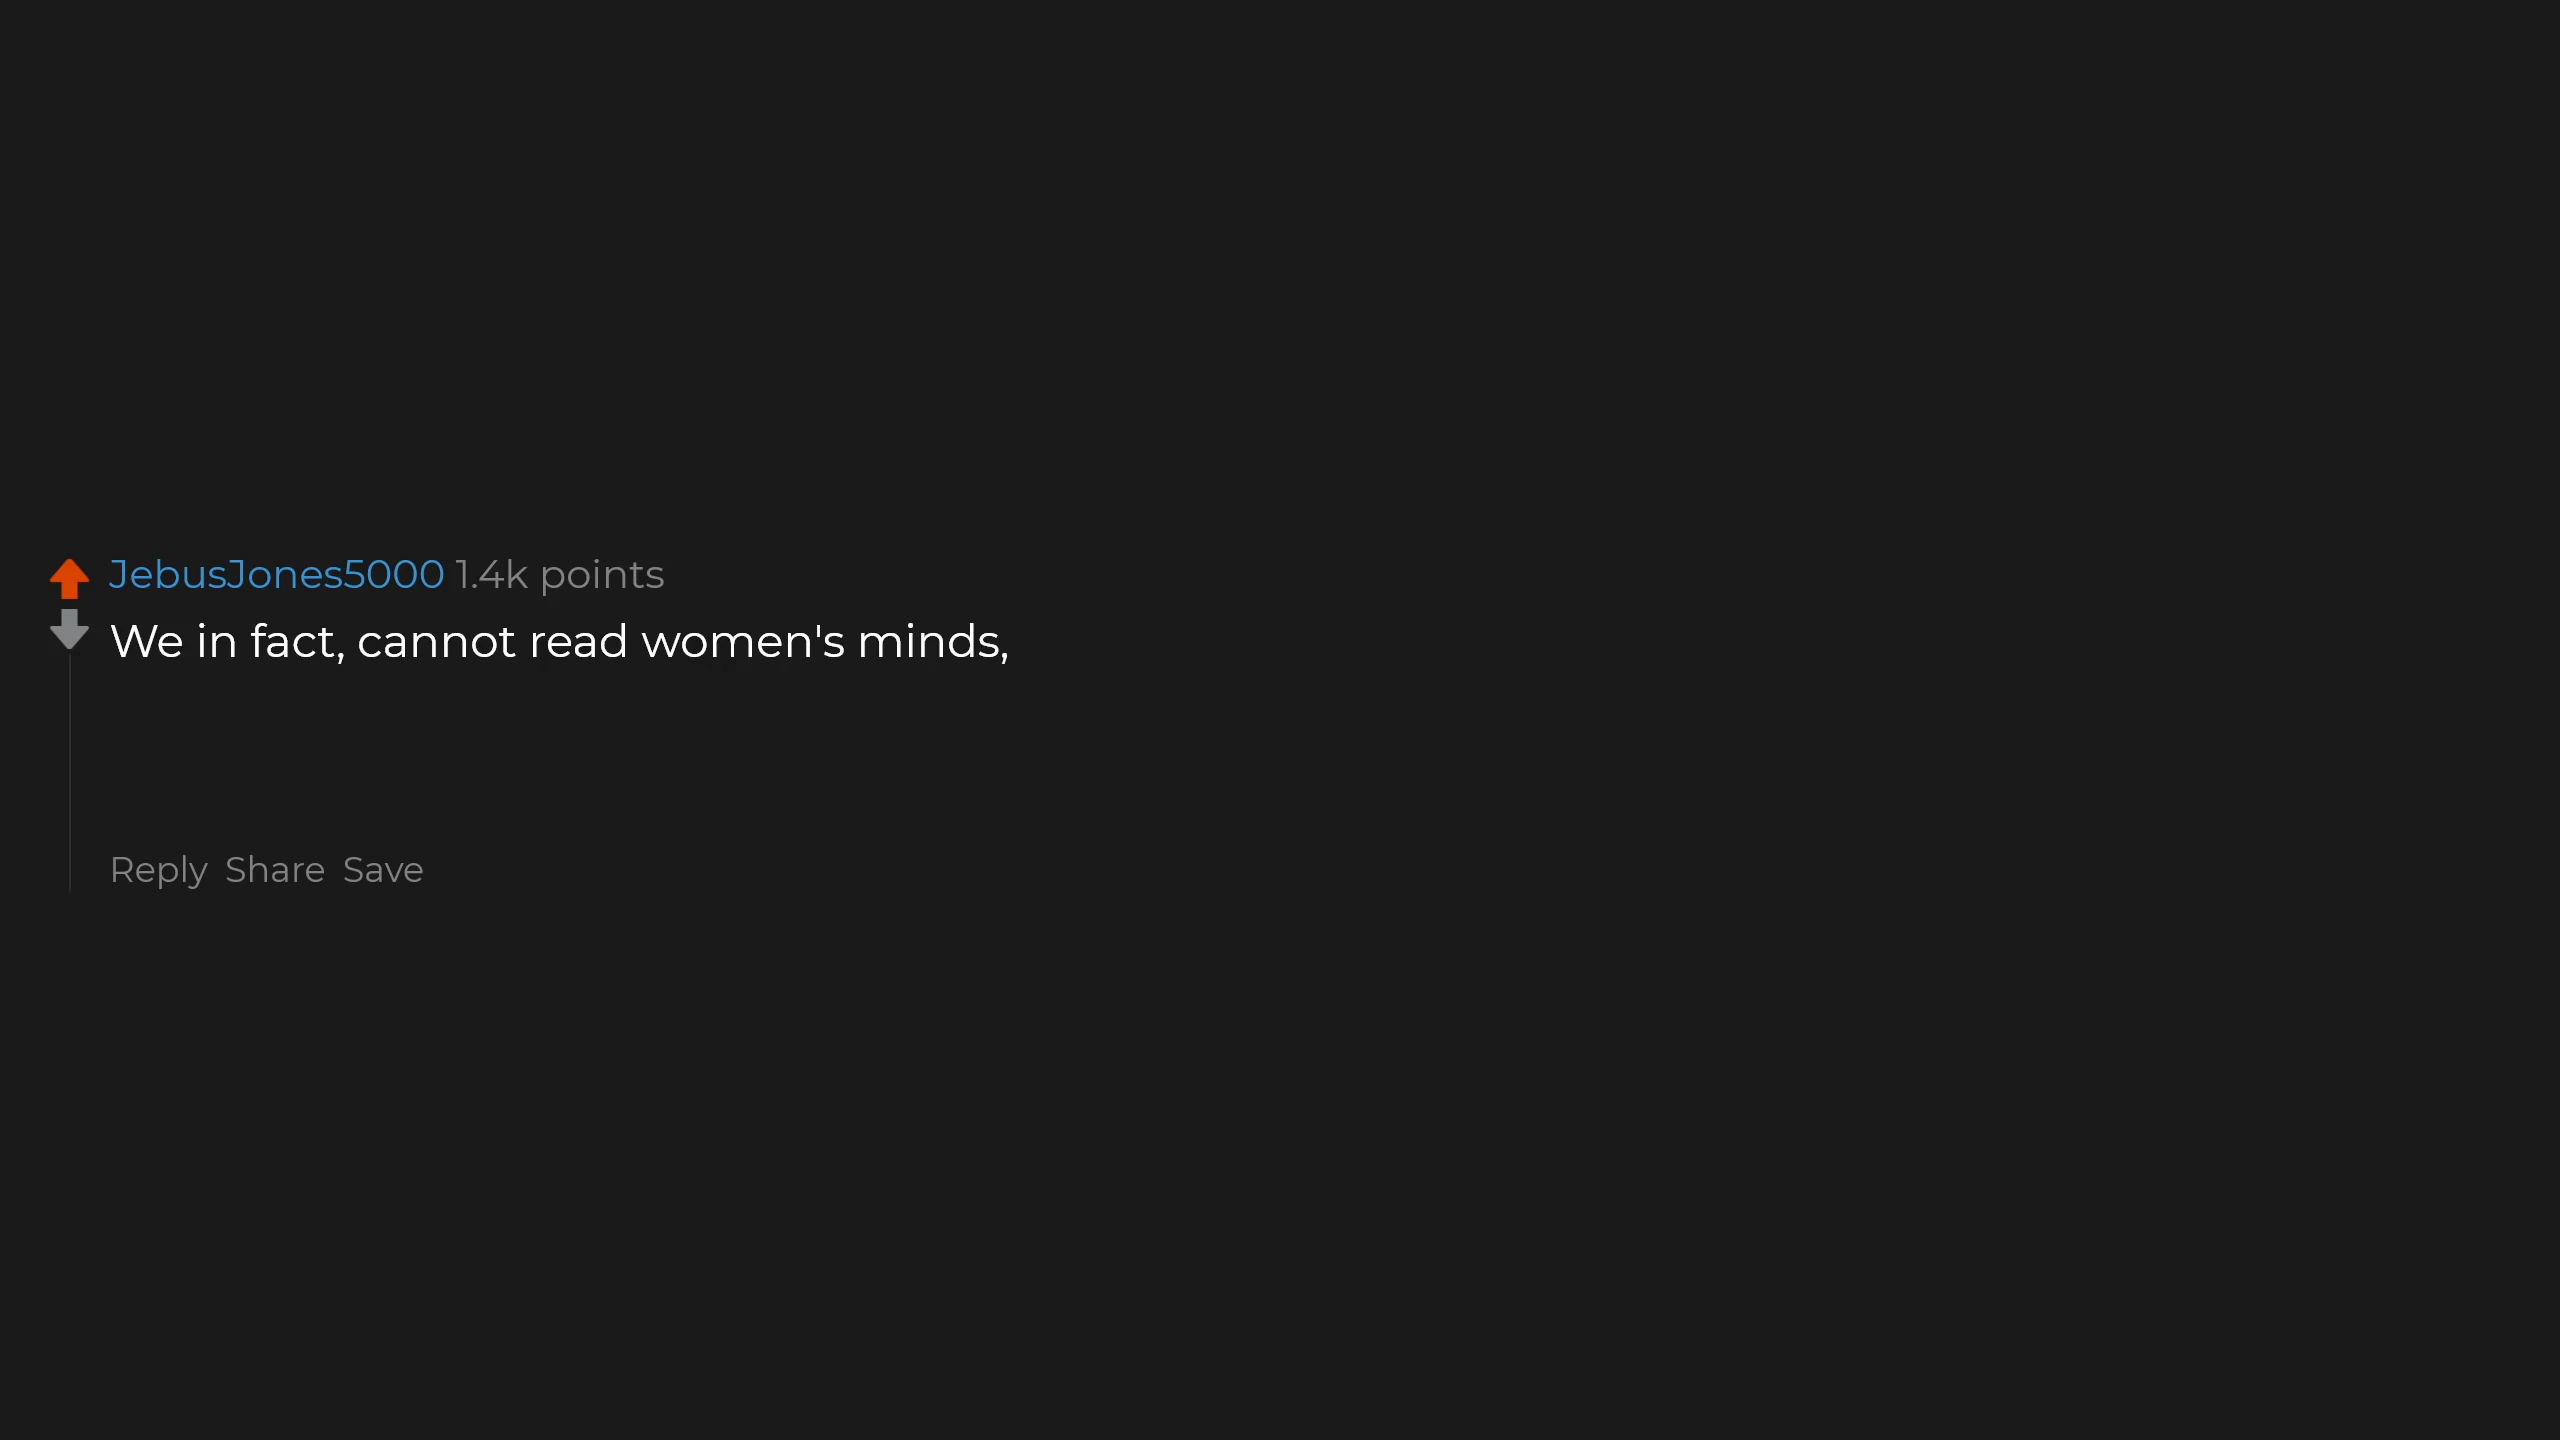 JebusJones5000 1.4k points
We in fact, cannot read women's minds,
Reply Share Save